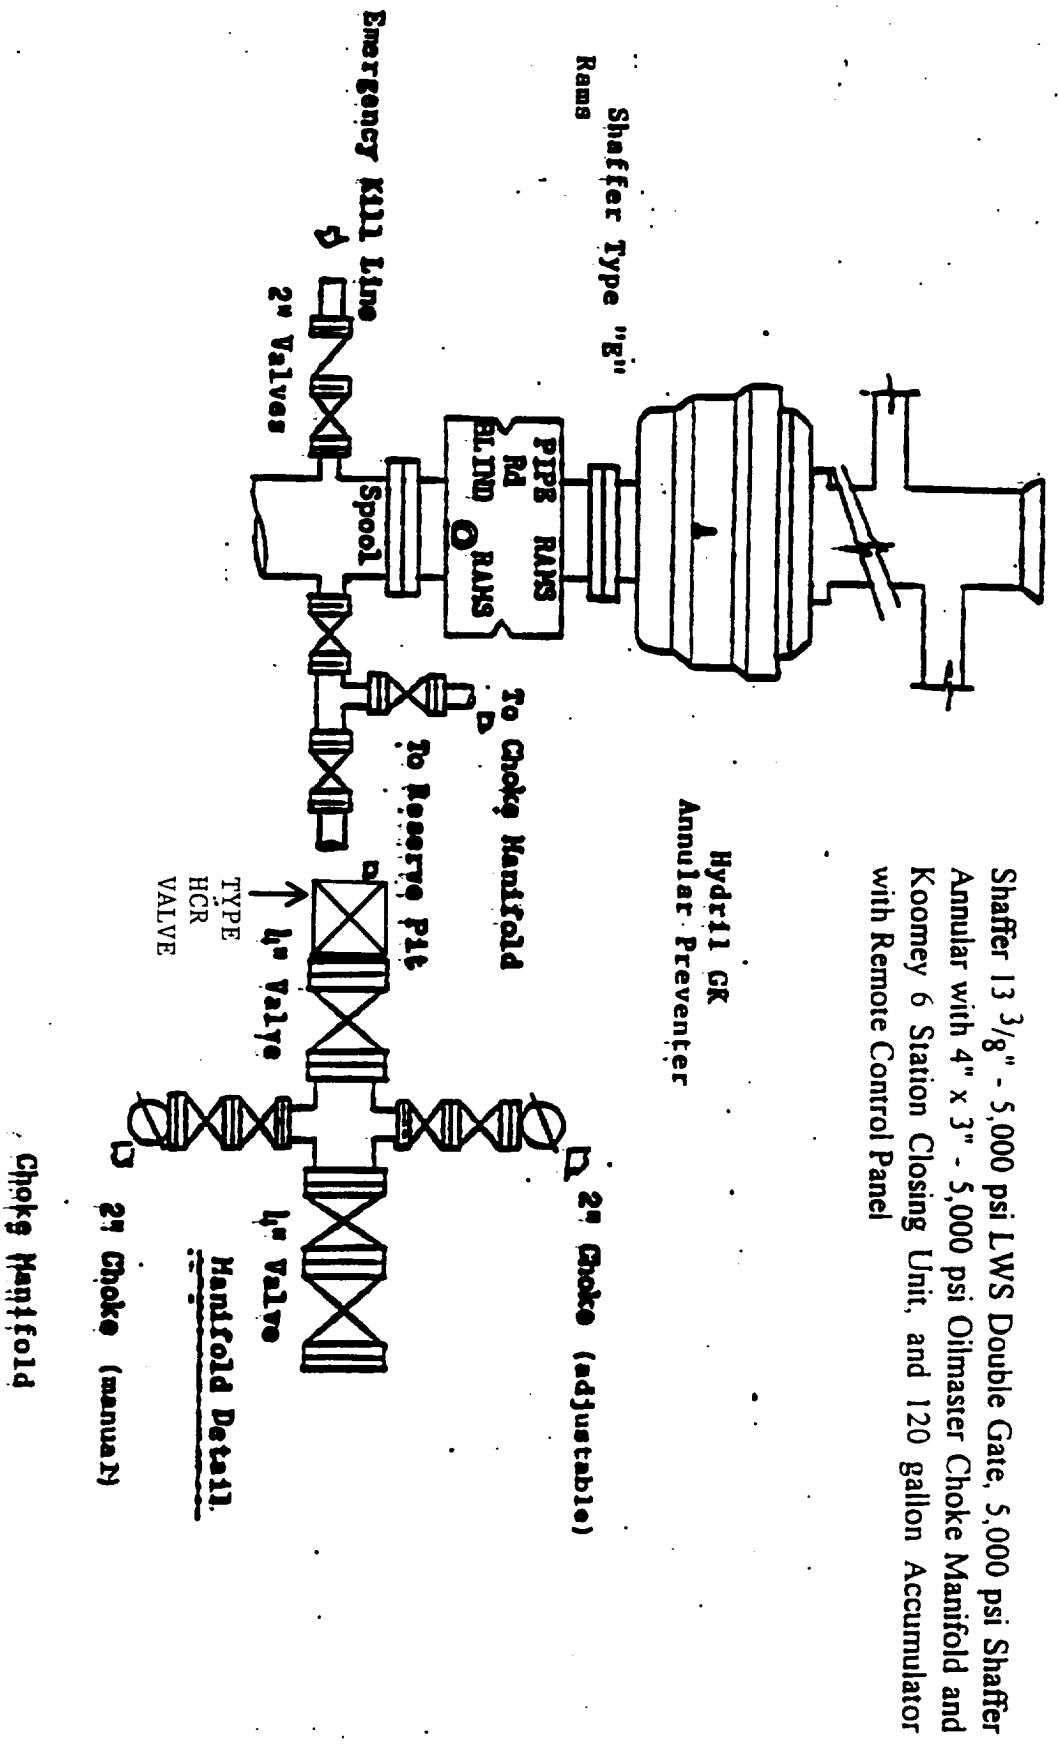 Shaffer 13 3/8" - 5,000 psi LWS Double Gate, 5,000 psi Shaffer
Annular with 4" x 3" - 5,000 psi Oilmaster Choke Manifold and
Koomey 6 Station Closing Unit, and 120 gallon Accumulator
with Remote Control Panel
Hydril GK
Annular Preventer
Shaffer Type "E"
Rams
PIPE RAMS
Rd
BLIND RAMS
To Choke Manifold
Spool
To Reserve Pit
Emergency Kill Line
2" Valves
TYPE
HCR
VALVE
4" Valve
2" Choke (adjustable)
4" Valve
Manifold Detail
2" Choke (manual)
Choke Manifold